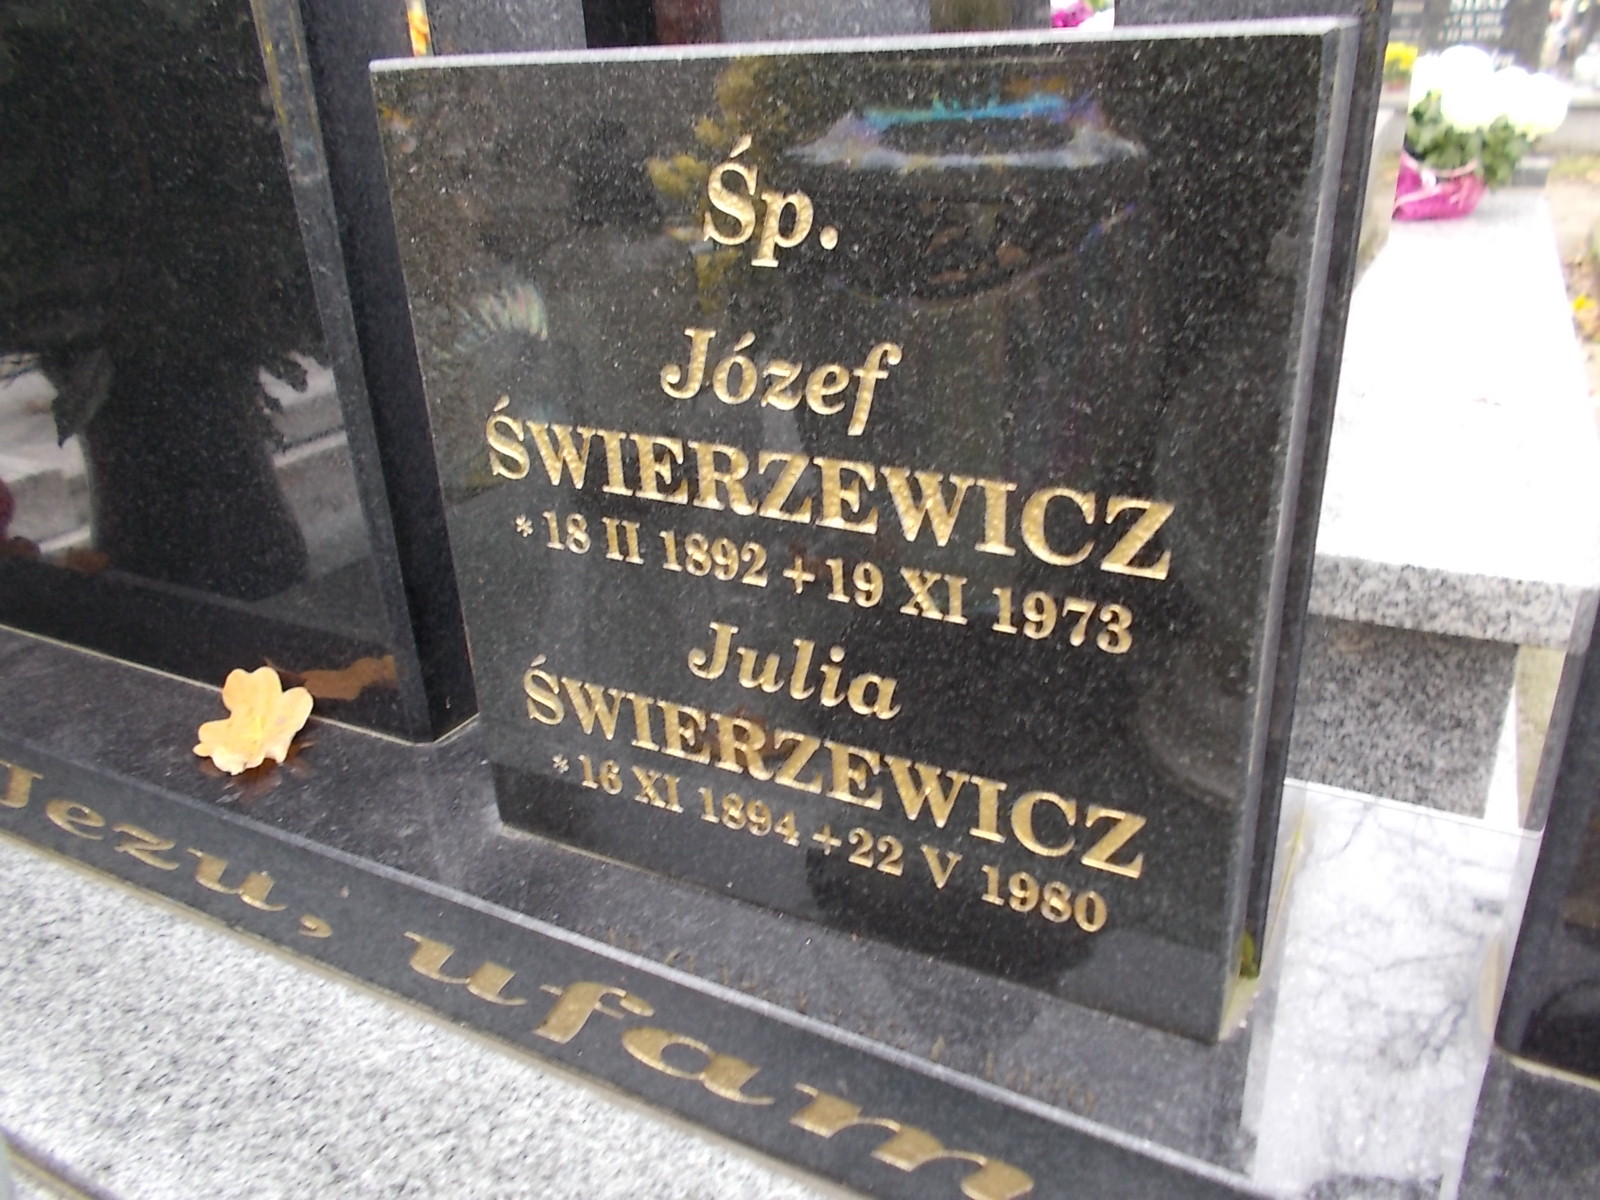 Śp.
Józef
ŚWIERZEWICZ
* 18 II 1892 + 19 XI 1973
Julia
ŚWIERZEWICZ
* 16 XI 1894 + 22 V 1980
Jezu, ufam